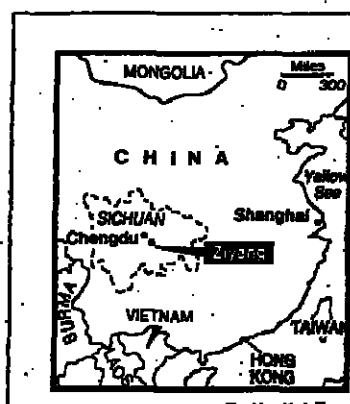 MONGOLIA
Miles
0 300
CHINA
Yellow
Sea
SICHUAN
Shanghai
Chengdu
Ziyang
BURMA
VIETNAM
TAIWAN
LAOS
HONG
KONG